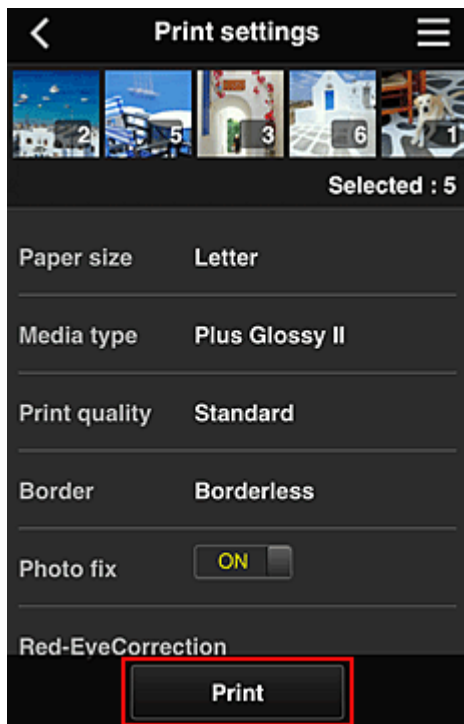 Print settings
2 5 3 6 1
Selected : 5
Paper size Letter
Media type Plus Glossy II
Print quality Standard
Border Borderless
Photo fix ON
Red-EyeCorrection
Print